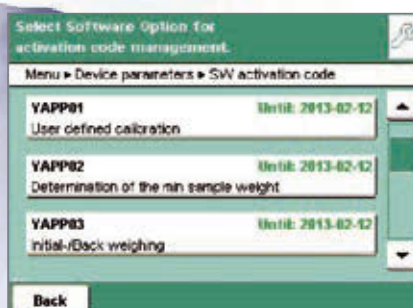 Select Software Option for
activation code management.
Menu ▸ Device parameters ▸ SW activation code
YAPP01 Until: 2013-02-12
User defined calibration
YAPP02 Until: 2013-02-12
Determination of the min sample weight
YAPP03 Until: 2013-02-12
Initial-/Back weighing
Back